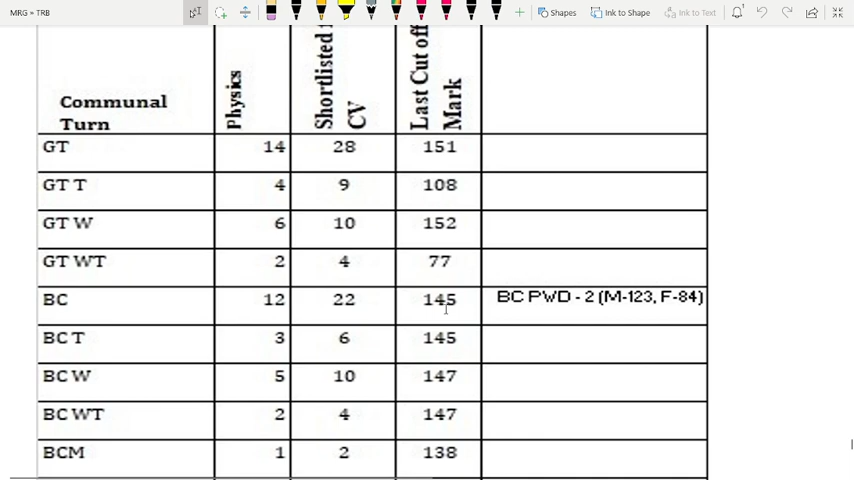 MRG = TRB
Shapes
Ink to Shape
Ink to Text
Communal Turn
Physics
Shortlisted
CV
Last Cut off
Mark
GT 14 28 151
GT T 4 9 108
GT W 6 10 152
GT WT 2 4 77
BC 12 22 145 BC PWD - 2 (M-123, F-84)
BC T 3 6 145
BC W 5 10 147
BC WT 2 4 147
BCM 1 2 138